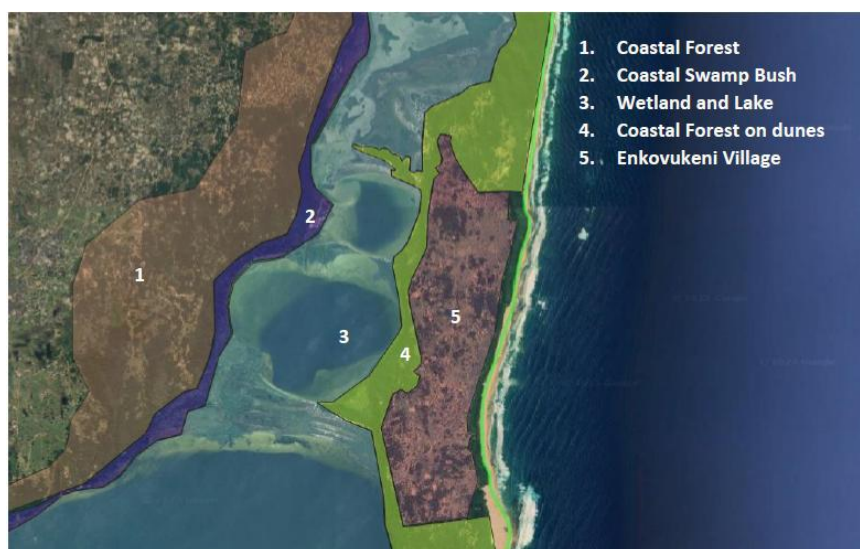 1. Coastal Forest
2. Coastal Swamp Bush
3. Wetland and Lake
4. Coastal Forest on dunes
5. Enkovukeni Village
2
1
5
3
4